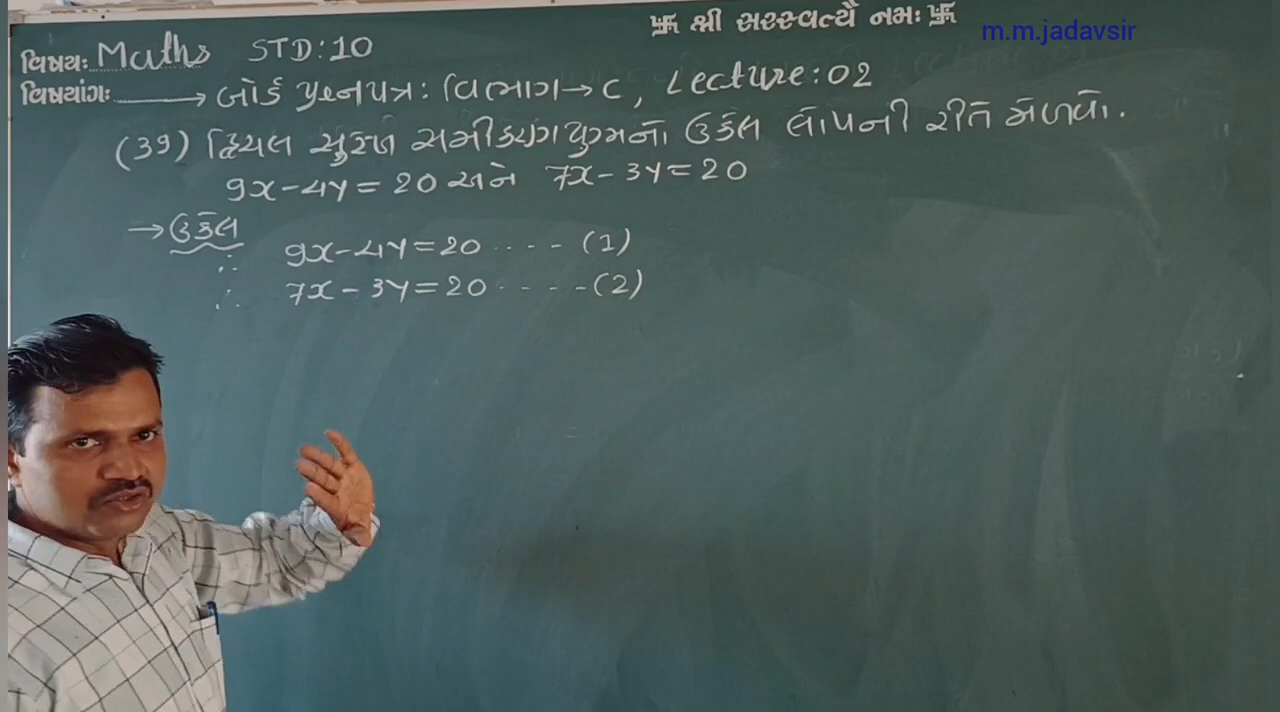 卐 શ્રી સરસ્વત્યૈ નમઃ 卐
m.m.jadavsir
વિષય: Maths STD:10
વિષયાંગ: → બોર્ડ પ્રશ્નપત્ર: વિભાગ→C, Lecture:02
(39) દ્વિચલ સુરેખ સમીકરણયુગ્મનો ઉકેલ લોપની રીતે મેળવો.
9x-4y=20 અને 7x-3y=20
→ ઉકેલ
∴ 9x-4y=20 ---- (1)
∴ 7x-3y=20 ---- (2)